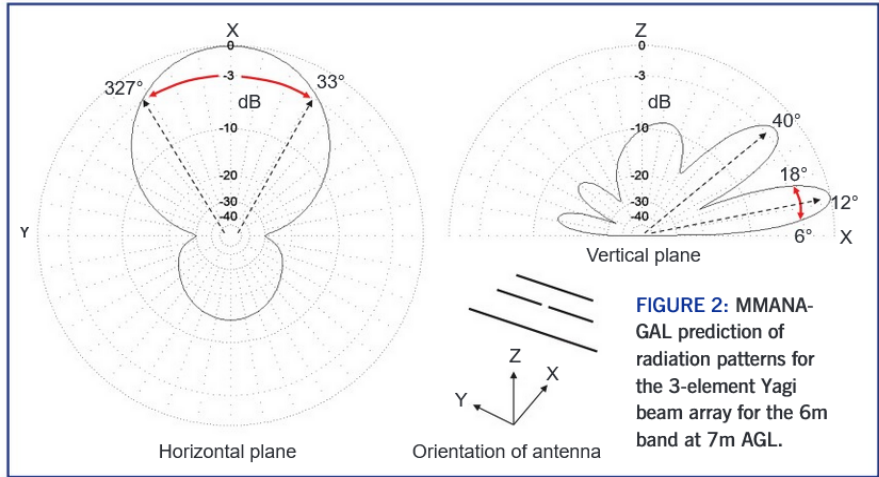 X
0
-3
327°
33°
dB
-10
-20
-30
-40
Y
Horizontal plane
Z
0
-3
dB
-10
40°
-20
18°
-30
-40
12°
6°
X
Vertical plane
Z
X
Y
Orientation of antenna
FIGURE 2: MMANA-
GAL prediction of
radiation patterns for
the 3-element Yagi
beam array for the 6m
band at 7m AGL.